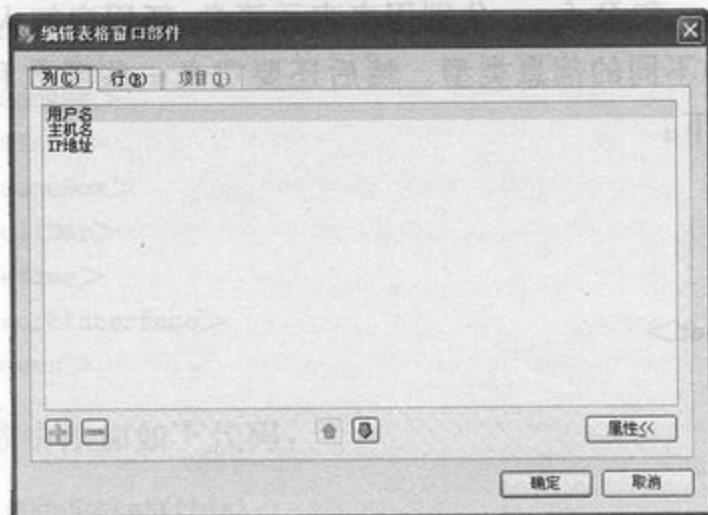 编辑表格窗口部件
列(C) 行(R) 项目(I)
用户名
主机名
IP地址
属性<<
确定 取消